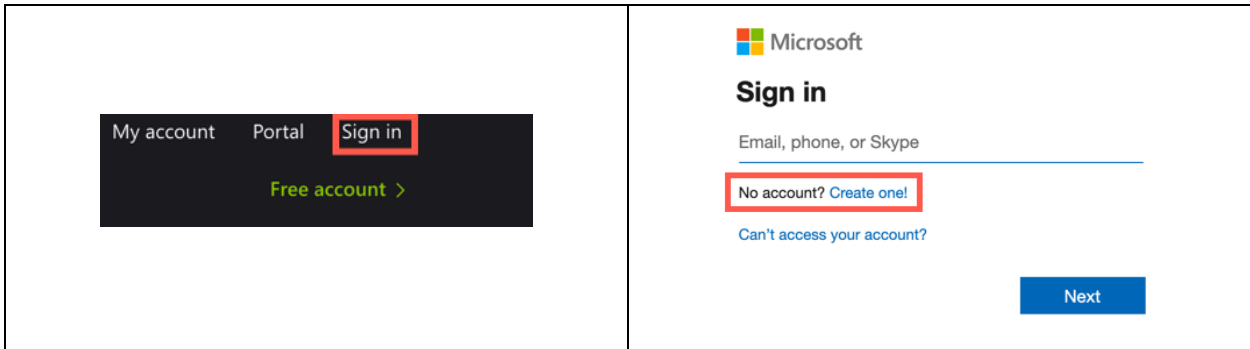 My account Portal Sign in
Free account >
Microsoft
Sign in
Email, phone, or Skype
No account? Create one!
Can't access your account?
Next